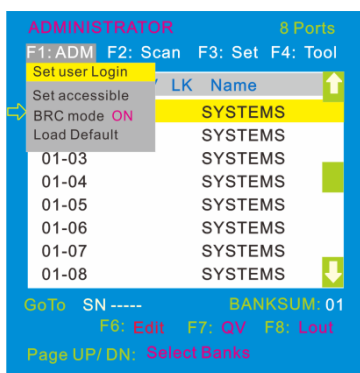 ADMINISTRATOR 8 Ports
F1: ADM F2: Scan F3: Set F4: Tool
Set user Login
LK Name
Set accessible
BRC mode ON SYSTEMS
Load Default SYSTEMS
01-03 SYSTEMS
01-04 SYSTEMS
01-05 SYSTEMS
01-06 SYSTEMS
01-07 SYSTEMS
01-08 SYSTEMS
GoTo SN ----- BANKSUM: 01
F6: Edit F7: QV F8: Lout
Page UP/ DN: Select Banks